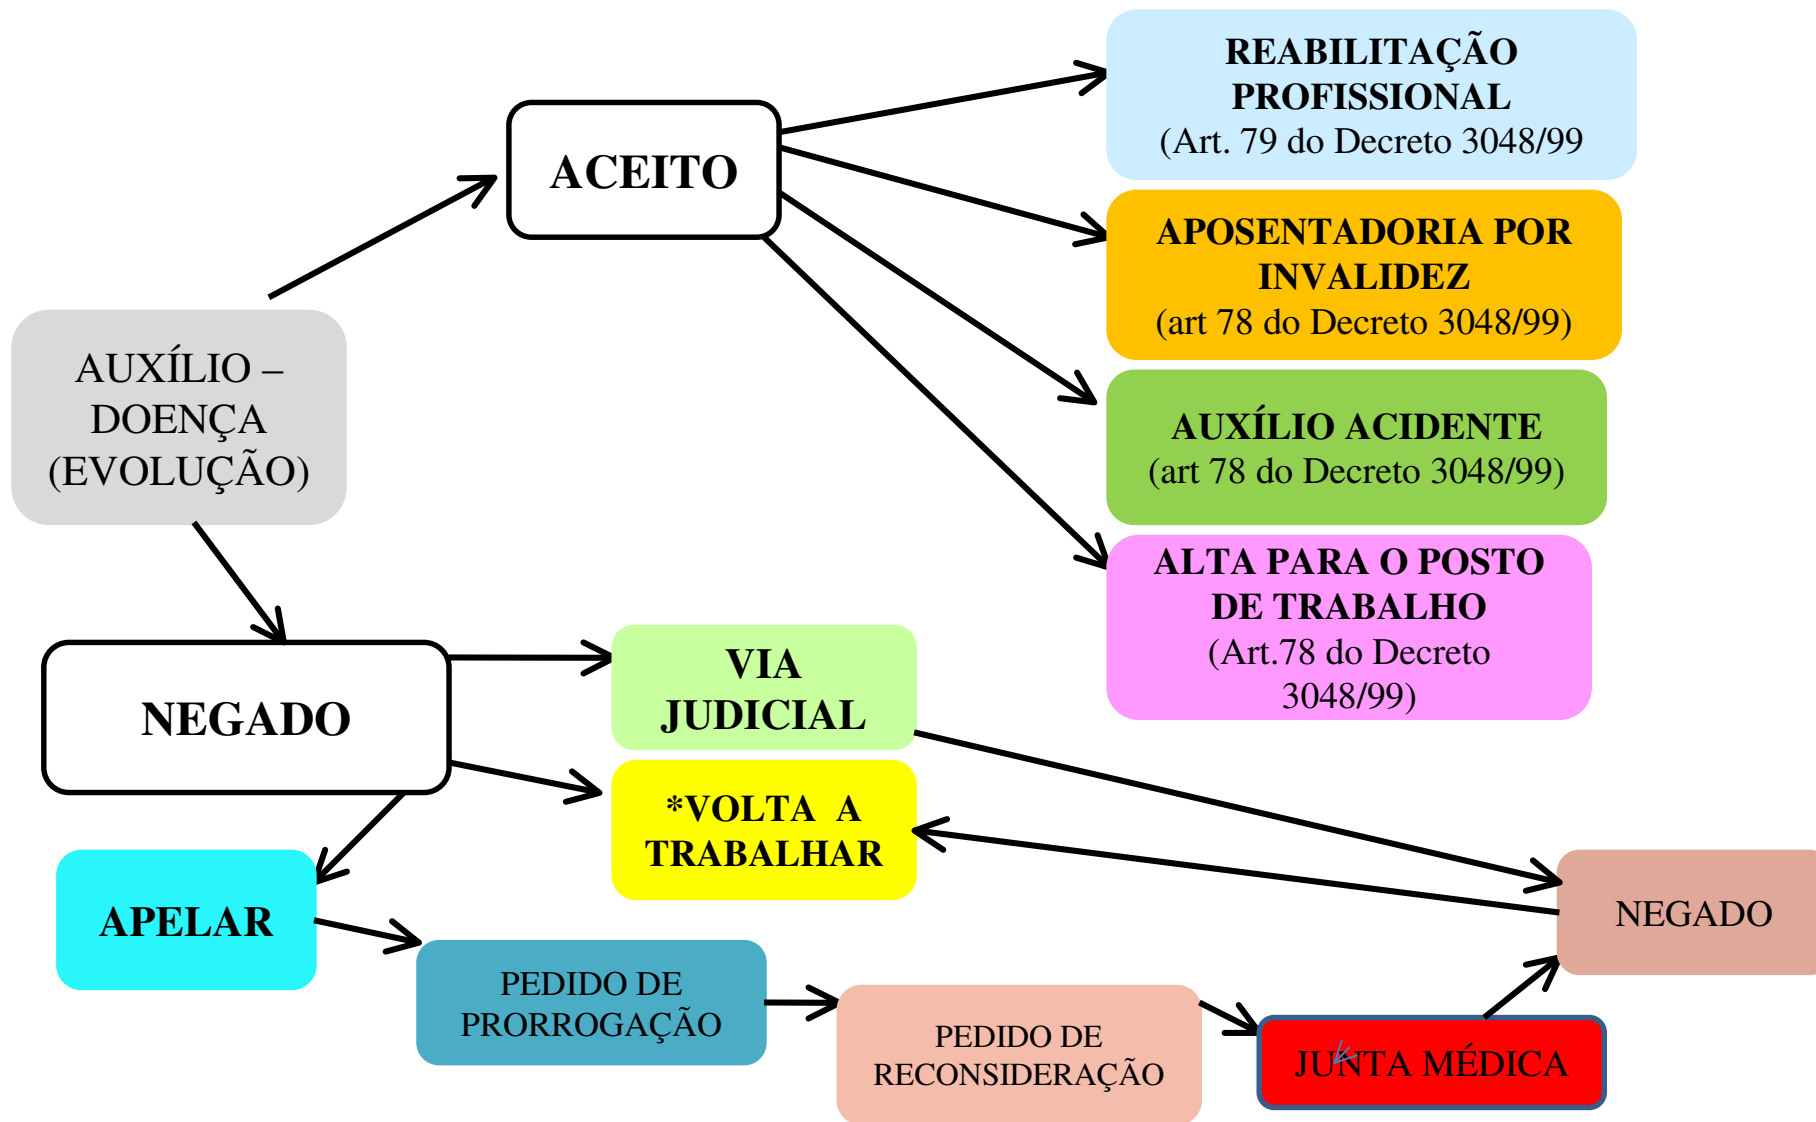 REABILITAÇÃO
PROFISSIONAL
(Art. 79 do Decreto 3048/99
ACEITO
APOSENTADORIA POR
INVALIDEZ
(art 78 do Decreto 3048/99)
AUXÍLIO –
DOENÇA
(EVOLUÇÃO)
AUXÍLIO ACIDENTE
(art 78 do Decreto 3048/99)
ALTA PARA O POSTO
DE TRABALHO
(Art.78 do Decreto
3048/99)
NEGADO
VIA
JUDICIAL
*VOLTA  A
TRABALHAR
APELAR
NEGADO
PEDIDO DE
PRORROGAÇÃO
PEDIDO DE
RECONSIDERAÇÃO
JUNTA MÉDICA